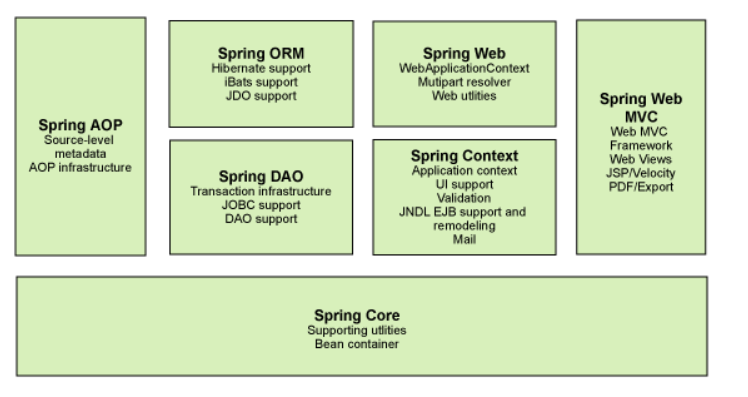 Spring AOP
Source-level
metadata
AOP infrastructure
Spring ORM
Hibernate support
iBats support
JDO support
Spring DAO
Transaction infrastructure
JOBC support
DAO support
Spring Web
WebApplicationContext
Mutipart resolver
Web utlities
Spring Context
Application context
UI support
Validation
JNDL EJB support and
remodeling
Mail
Spring Web
MVC
Web MVC
Framework
Web Views
JSP/Velocity
PDF/Export
Spring Core
Supporting utlities
Bean container